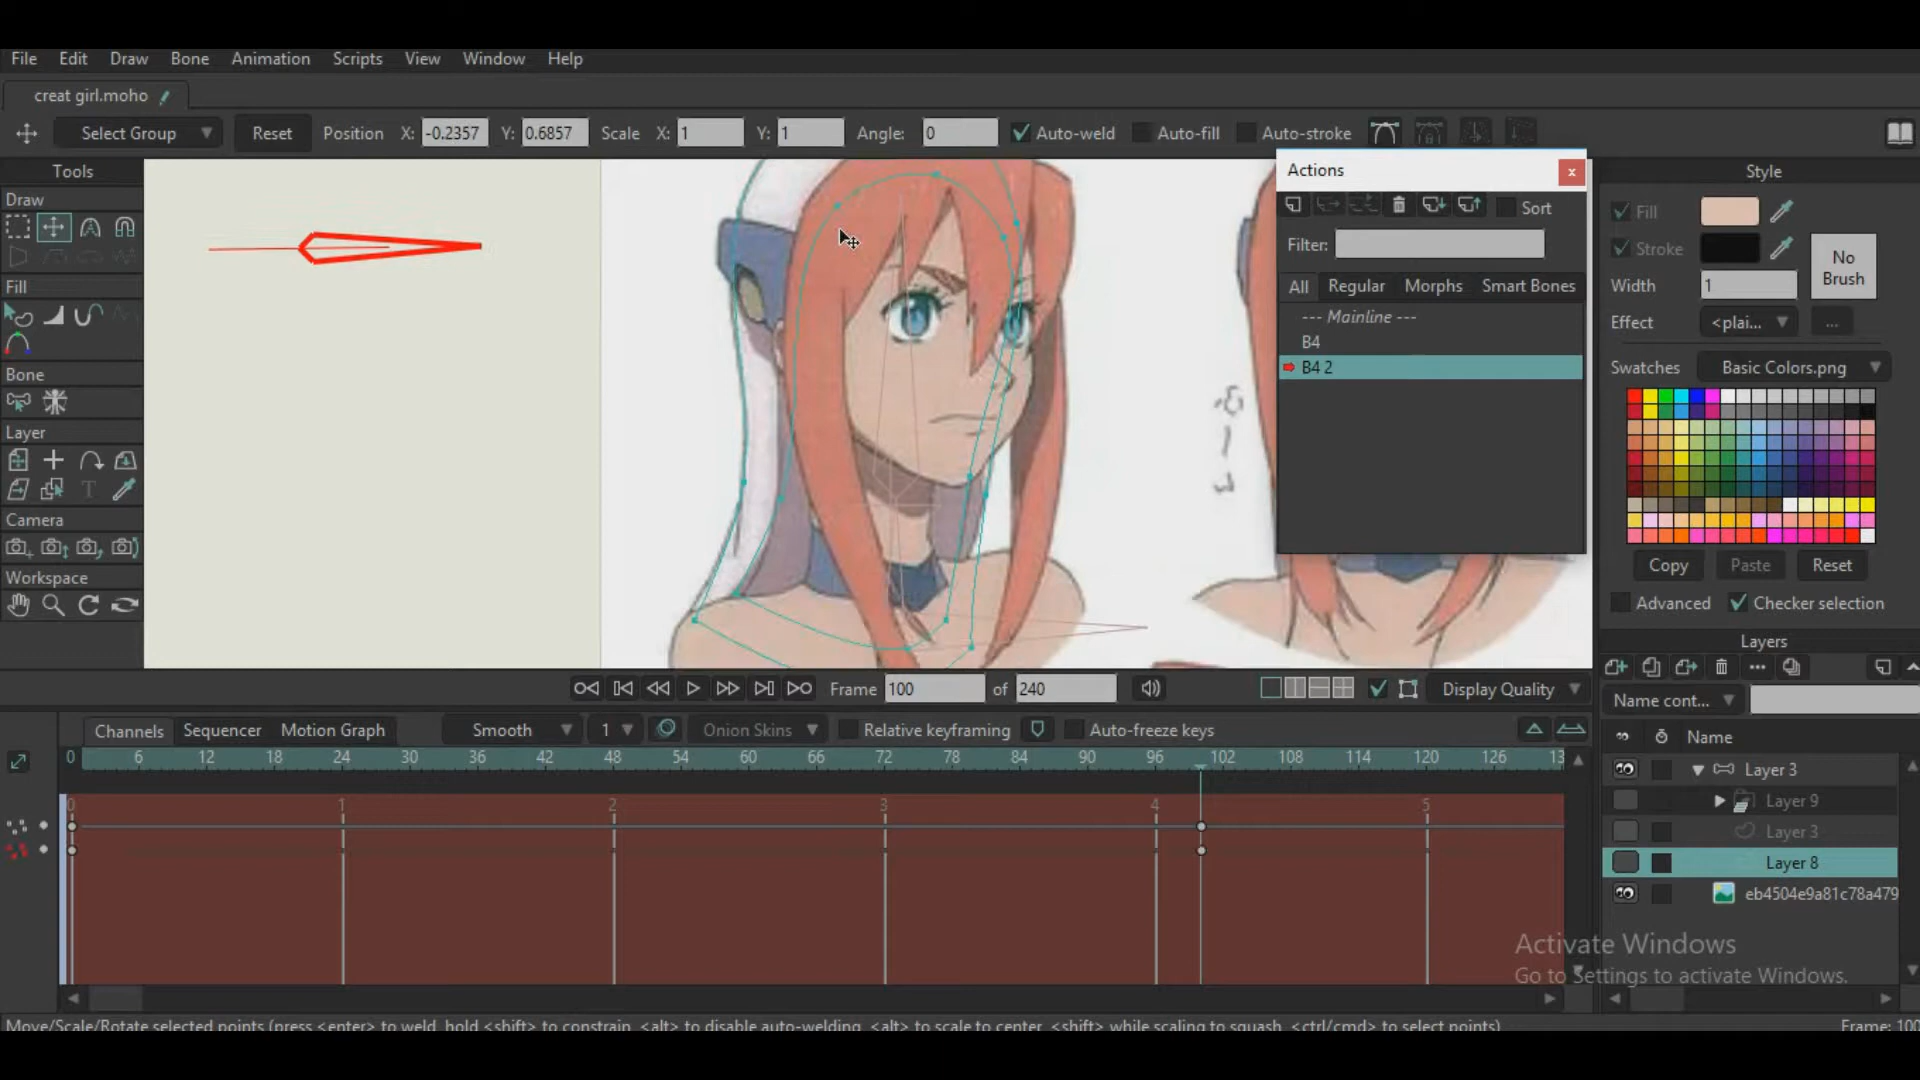 File Edit Draw Bone Animation Scripts View Window Help
creat girl.moho
Select Group Reset Position X: -0.2357 Y: 0.6857 Scale X: 1 Y: 1 Angle: 0 Auto-weld Auto-fill Auto-stroke
Tools
Draw
Fill
Bone
Layer
Camera
Workspace
Actions x
Sort
Filter:
All Regular Morphs Smart Bones
--- Mainline ---
B4
B4 2
Style
Fill
Stroke
No Brush
Width 1
Effect <plai... ...
Swatches Basic Colors.png
Copy Paste Reset
Advanced Checker selection
Layers
Name cont...
Name
Layer 3
Layer 9
Layer 3
Layer 8
eb4504e9a81c78a479
Frame 100 of 240 Display Quality
Channels Sequencer Motion Graph Smooth 1 Onion Skins Relative keyframing Auto-freeze keys
0 6 12 18 24 30 36 42 48 54 60 66 72 78 84 90 96 102 108 114 120 126 13
0 1 2 3 4 5
Activate Windows
Go to Settings to activate Windows.
Move/Scale/Rotate selected points (press <enter> to weld, hold <shift> to constrain, <alt> to disable auto-welding, <alt> to scale to center, <shift> while scaling to squash, <ctrl/cmd> to select points) Frame: 100